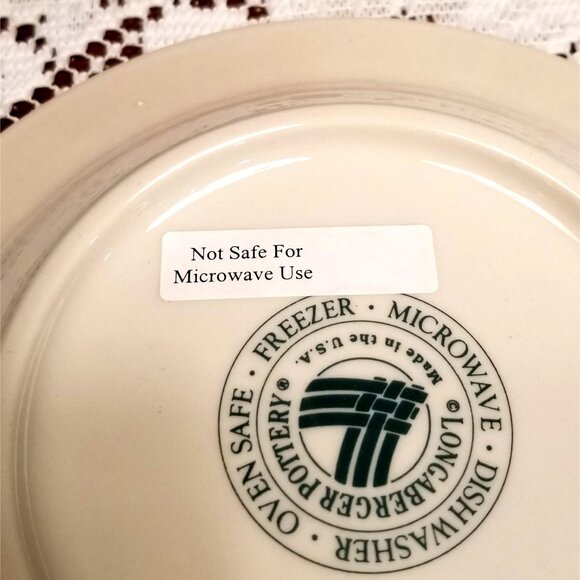 Not Safe For
Microwave Use
OVEN SAFE · FREEZER · MICROWAVE · DISHWASHER ·
© LONGABERGER POTTERY ®
Made in the U.S.A.